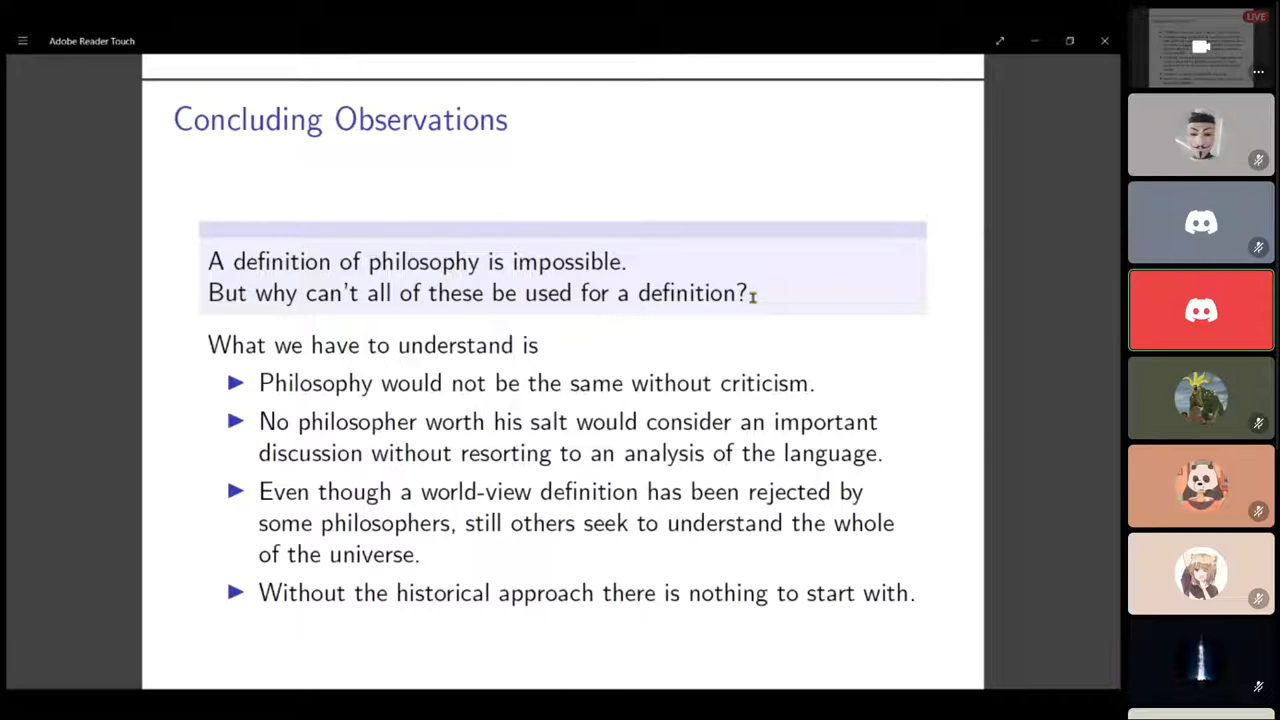 Adobe Reader Touch
LIVE
Concluding Observations
A definition of philosophy is impossible.
But why can't all of these be used for a definition?
What we have to understand is
Philosophy would not be the same without criticism.
No philosopher worth his salt would consider an important
discussion without resorting to an analysis of the language.
Even though a world-view definition has been rejected by
some philosophers, still others seek to understand the whole
of the universe.
Without the historical approach there is nothing to start with.